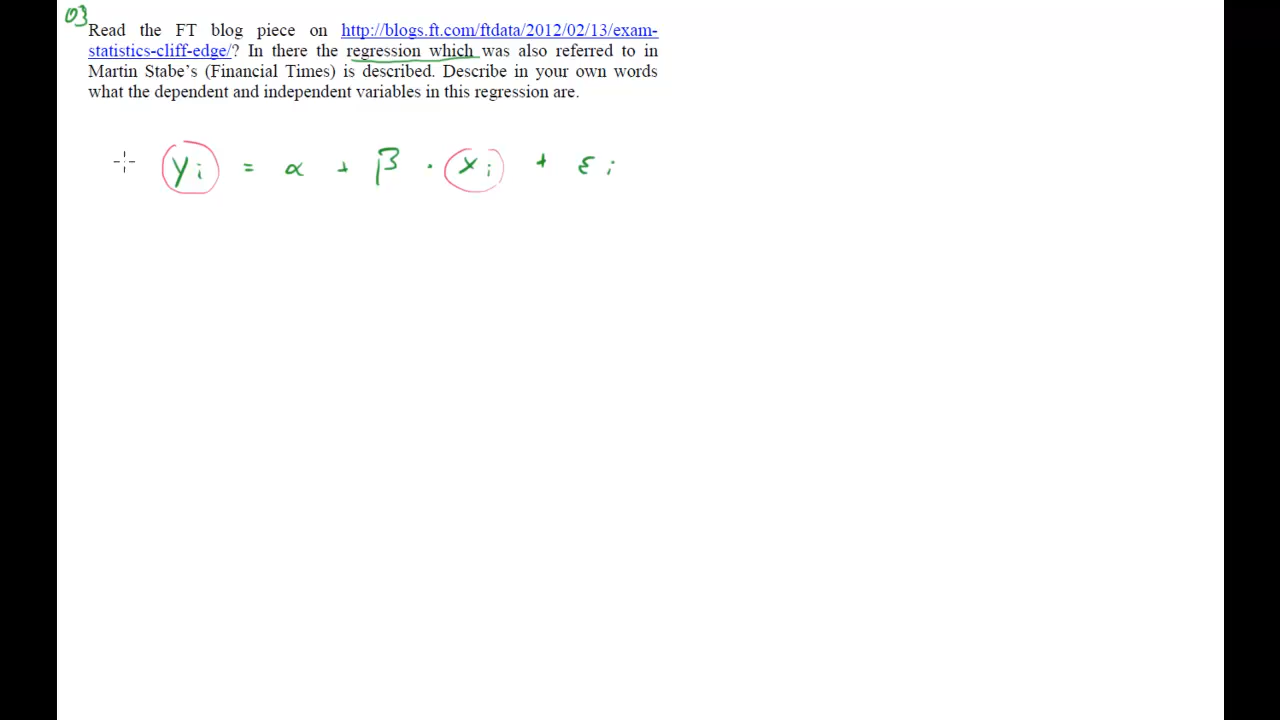 Q3
Read the FT blog piece on http://blogs.ft.com/ftdata/2012/02/13/exam-
statistics-cliff-edge/? In there the regression which was also referred to in
Martin Stabe's (Financial Times) is described. Describe in your own words
what the dependent and independent variables in this regression are.
yi = α + β · xi + εi